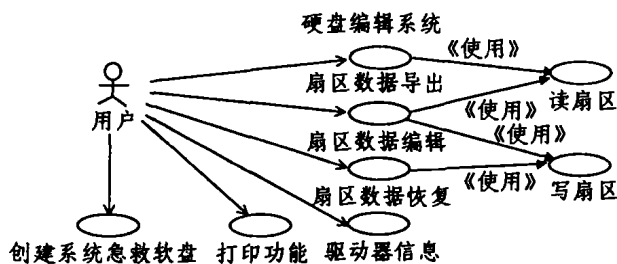 硬盘编辑系统
《使用》
扇区数据导出
读扇区
《使用》
用户
《使用》
扇区数据编辑
扇区数据恢复
《使用》
写扇区
创建系统急救软盘
打印功能
驱动器信息